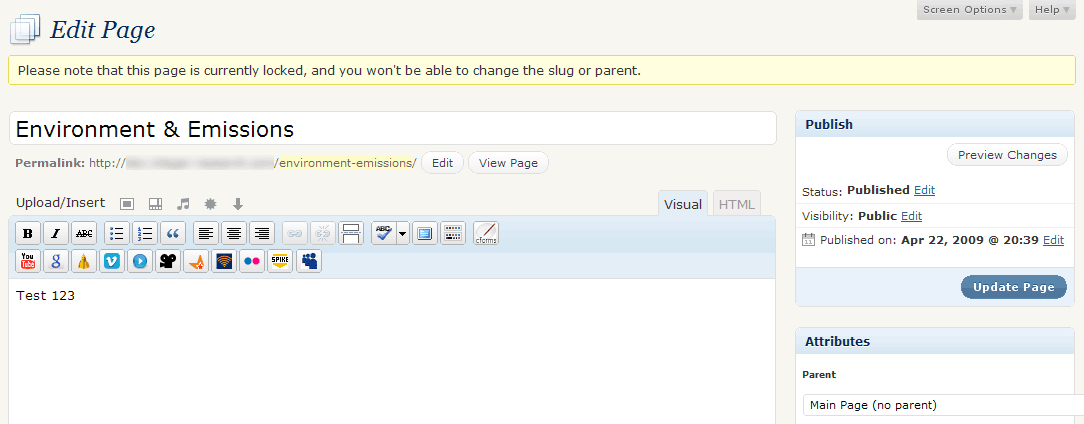 Screen Options ▼ Help ▼
Edit Page
Please note that this page is currently locked, and you won't be able to change the slug or parent.
Environment & Emissions
Permalink: http:// /environment-emissions/ Edit View Page
Upload/Insert
Visual HTML
B I ABC ABC cforms
You Tube g SPIKE
Test 123
Publish
Preview Changes
Status: Published Edit
Visibility: Public Edit
Published on: Apr 22, 2009 @ 20:39 Edit
Update Page
Attributes
Parent
Main Page (no parent)